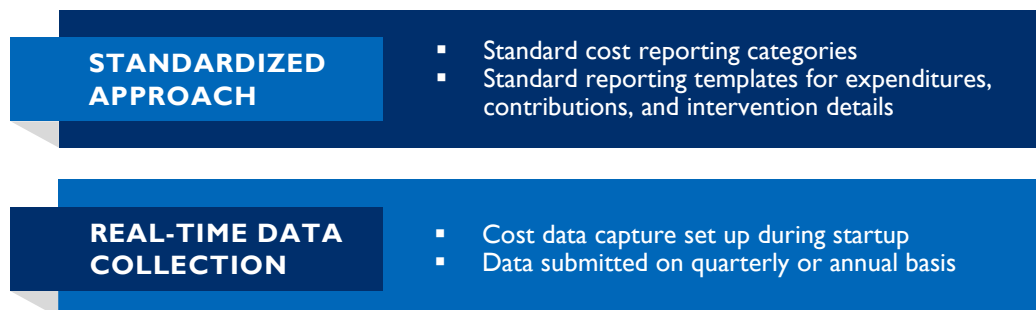 STANDARDIZED
APPROACH
▪ Standard cost reporting categories
▪ Standard reporting templates for expenditures,
contributions, and intervention details
REAL-TIME DATA
COLLECTION
▪ Cost data capture set up during startup
▪ Data submitted on quarterly or annual basis